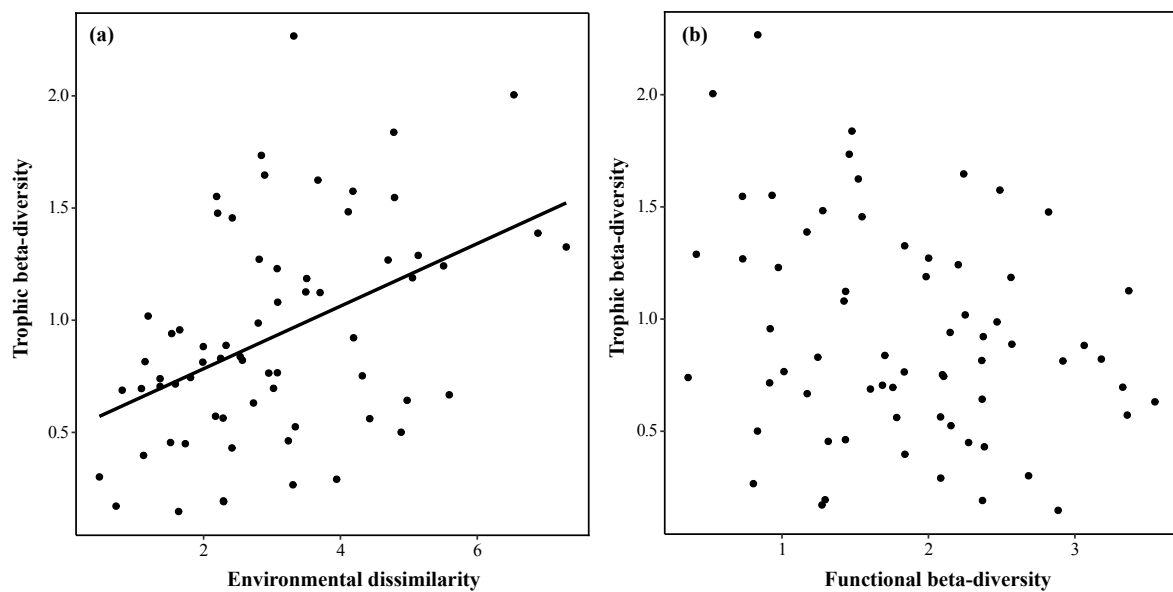 (a)
Trophic beta-diversity
2.0
1.5
1.0
0.5
2 4 6
Environmental dissimilarity
(b)
Trophic beta-diversity
2.0
1.5
1.0
0.5
1 2 3
Functional beta-diversity